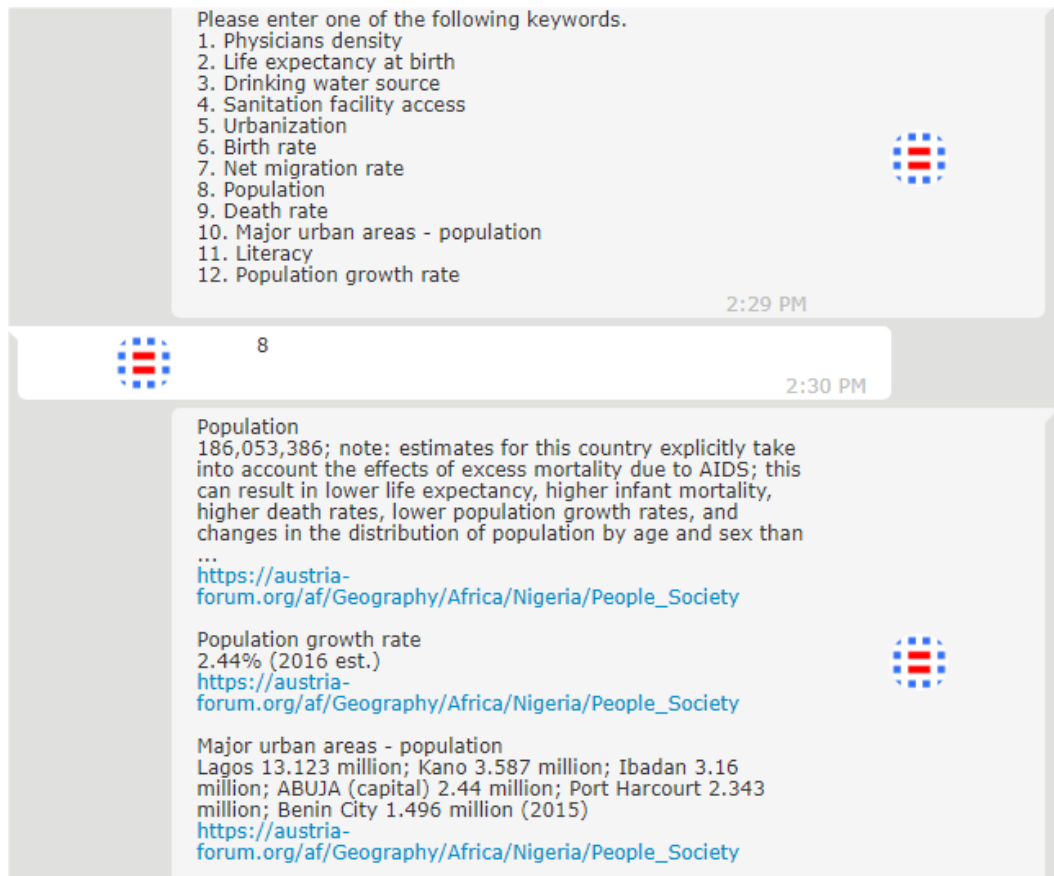 Please enter one of the following keywords.
1. Physicians density
2. Life expectancy at birth
3. Drinking water source
4. Sanitation facility access
5. Urbanization
6. Birth rate
7. Net migration rate
8. Population
9. Death rate
10. Major urban areas - population
11. Literacy
12. Population growth rate
2:29 PM
8
2:30 PM
Population
186,053,386; note: estimates for this country explicitly take
into account the effects of excess mortality due to AIDS; this
can result in lower life expectancy, higher infant mortality,
higher death rates, lower population growth rates, and
changes in the distribution of population by age and sex than
...
https://austria-
forum.org/af/Geography/Africa/Nigeria/People_Society
Population growth rate
2.44% (2016 est.)
https://austria-
forum.org/af/Geography/Africa/Nigeria/People_Society
Major urban areas - population
Lagos 13.123 million; Kano 3.587 million; Ibadan 3.16
million; ABUJA (capital) 2.44 million; Port Harcourt 2.343
million; Benin City 1.496 million (2015)
https://austria-
forum.org/af/Geography/Africa/Nigeria/People_Society